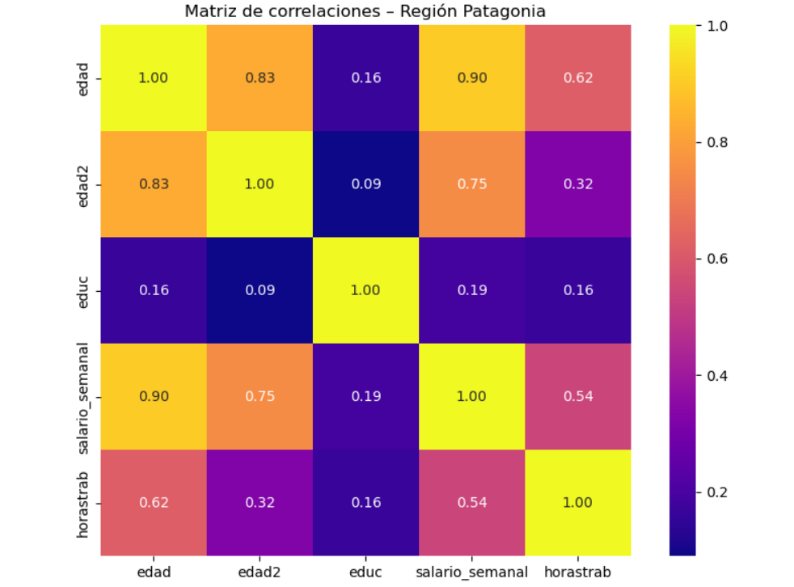 Matriz de correlaciones – Región Patagonia
edad 1.00 0.83 0.16 0.90 0.62
edad2 0.83 1.00 0.09 0.75 0.32
educ 0.16 0.09 1.00 0.19 0.16
salario_semanal 0.90 0.75 0.19 1.00 0.54
horastrab 0.62 0.32 0.16 0.54 1.00
edad edad2 educ salario_semanal horastrab
1.0
0.8
0.6
0.4
0.2